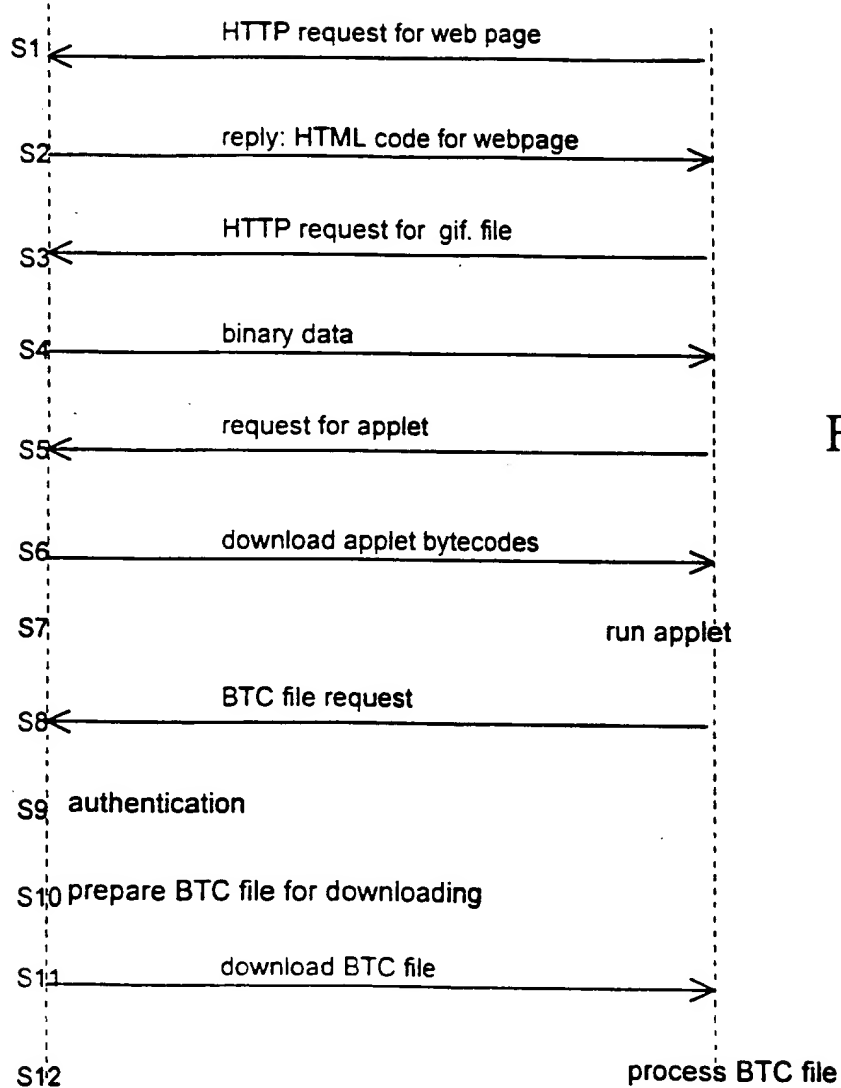 HTTP request for web page
S1
reply: HTML code for webpage
S2
HTTP request for gif. file
S3
binary data
S4
request for applet
S5
F
download applet bytecodes
S6
S7 run applet
BTC file request
S8
S9 authentication
S10 prepare BTC file for downloading
download BTC file
S11
S12 process BTC file